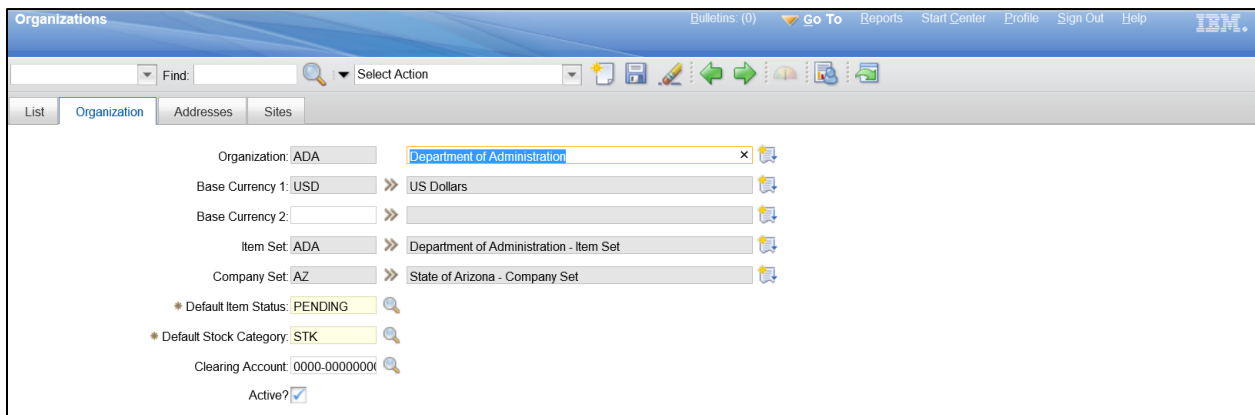 Organizations Bulletins: (0) Go To Reports Start Center Profile Sign Out Help IBM.
Find: Select Action
List Organization Addresses Sites
Organization: ADA Department of Administration
Base Currency 1: USD US Dollars
Base Currency 2:
Item Set: ADA Department of Administration - Item Set
Company Set: AZ State of Arizona - Company Set
* Default Item Status: PENDING
* Default Stock Category: STK
Clearing Account: 0000-0000000
Active?